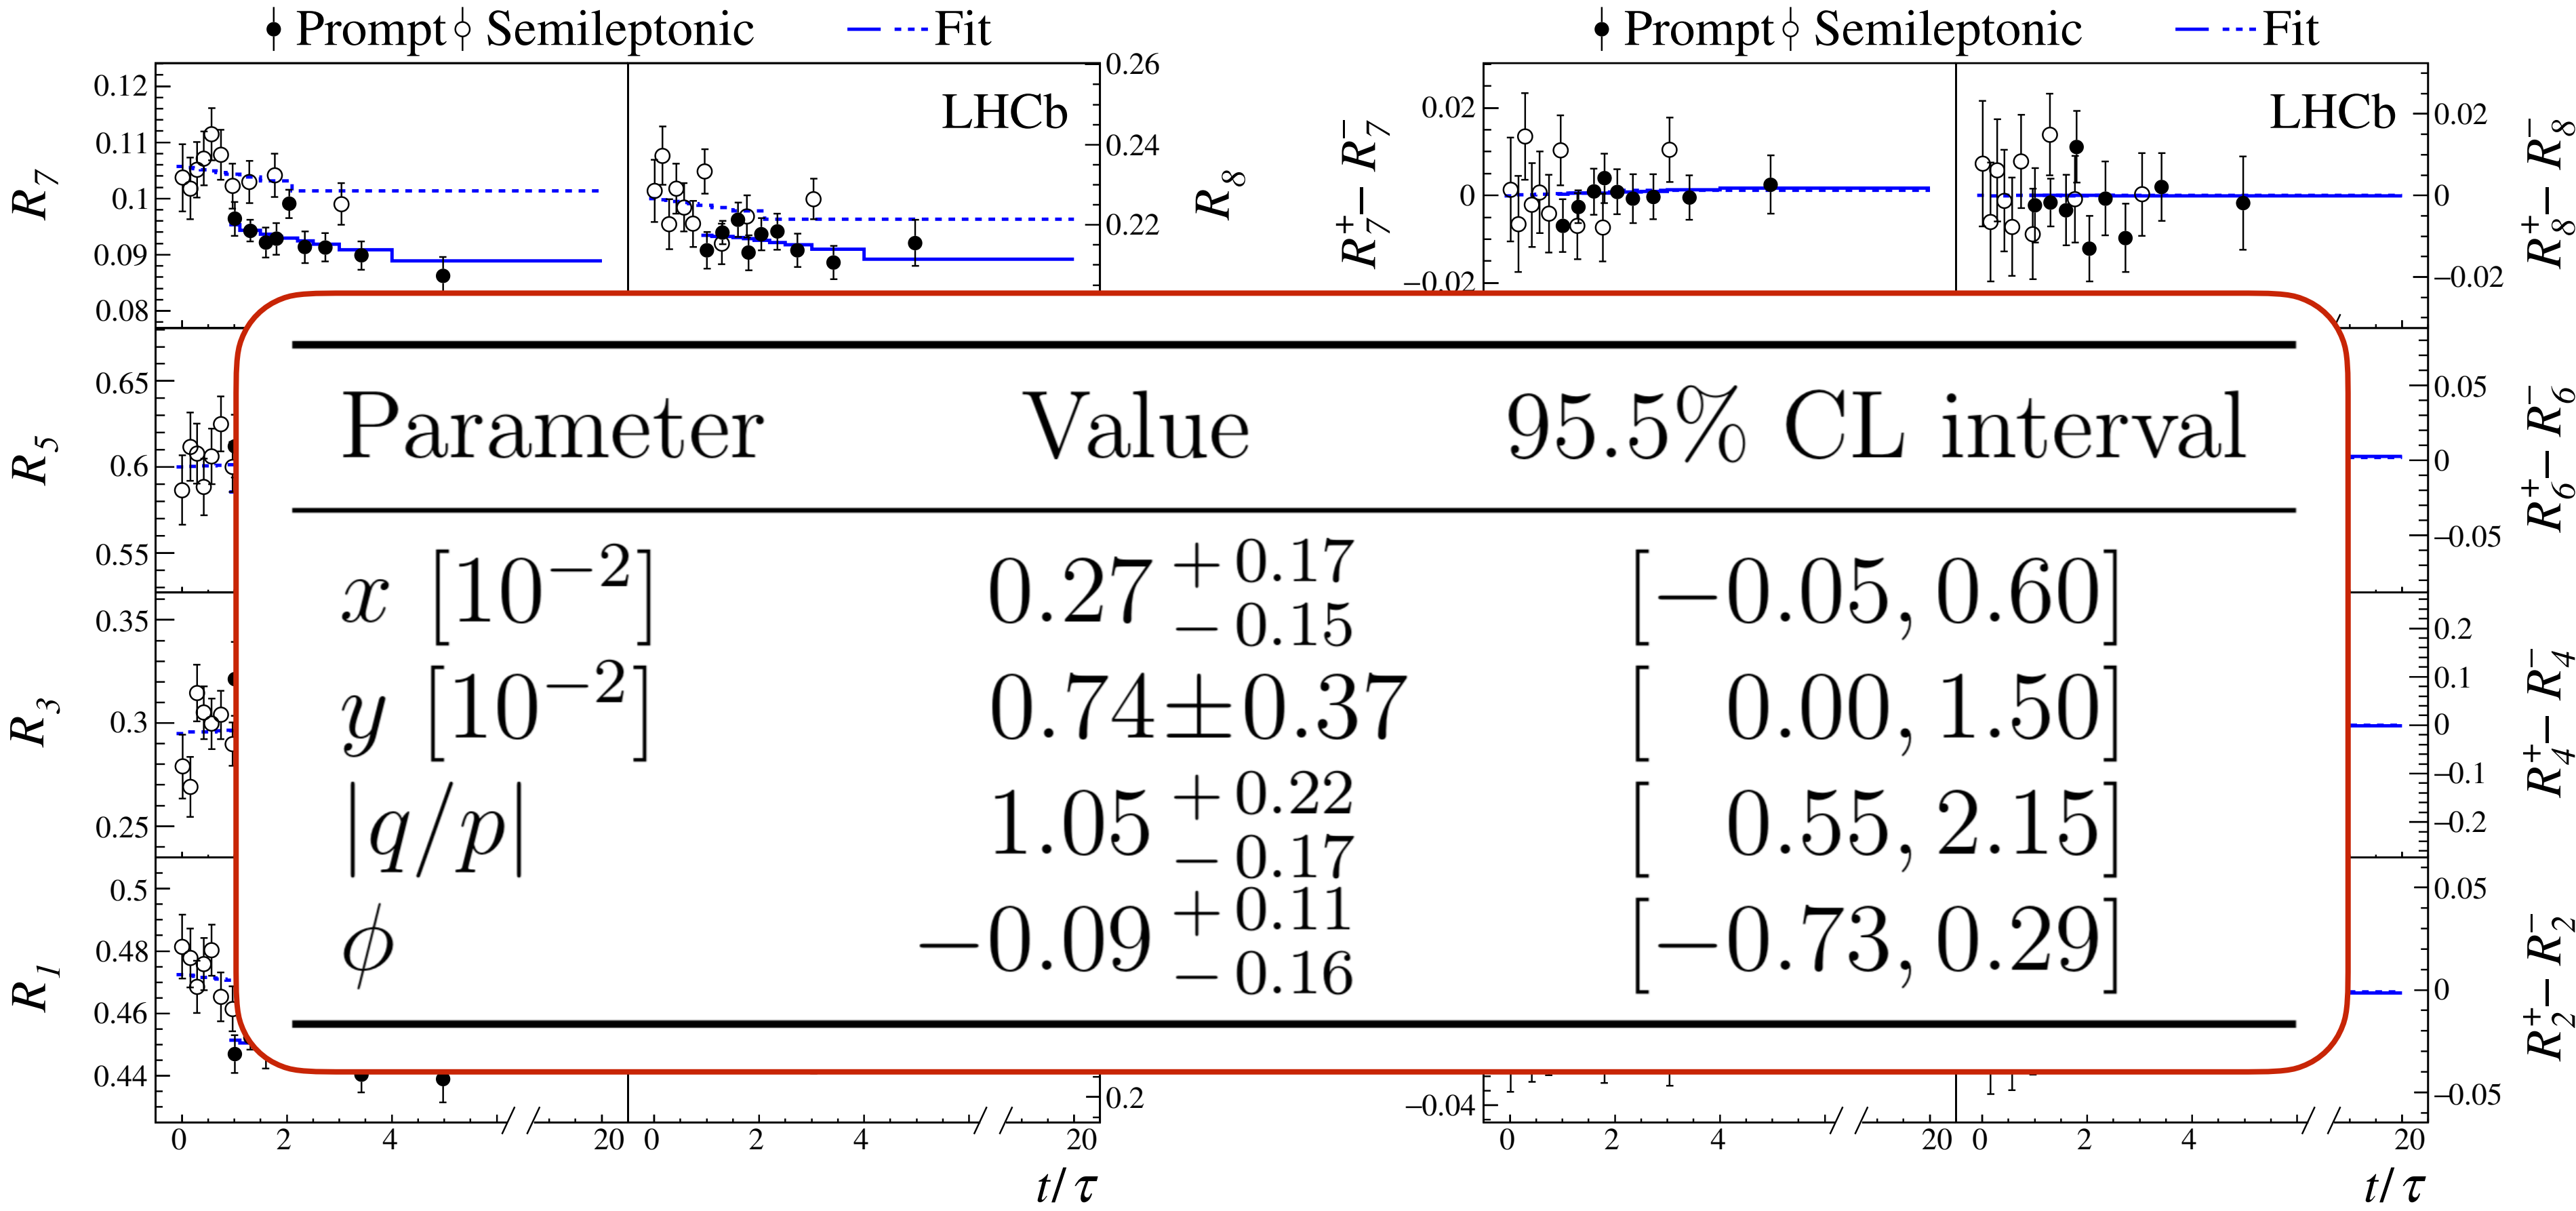 Prompt Semileptonic Fit
Prompt Semileptonic Fit
0.12
0.11
0.1
0.09
0.08
R7
LHCb
0.26
0.24
0.22
R8
0.02
0
−0.02
R7+ − R7−
LHCb
0.02
0
−0.02
R8+ − R8−
0.65
0.6
0.55
R5
0.05
0
−0.05
R6+ − R6−
0.35
0.3
0.25
R3
0.2
0.1
0
−0.1
−0.2
R4+ − R4−
0.5
0.48
0.46
0.44
R1
−0.2
−0.04
0.05
0
−0.05
R2+ − R2−
Parameter Value 95.5% CL interval
x [10−2] 0.27 +0.17 −0.15 [−0.05, 0.60]
y [10−2] 0.74±0.37 [0.00, 1.50]
|q/p| 1.05 +0.22 −0.17 [0.55, 2.15]
ϕ −0.09 +0.11 −0.16 [−0.73, 0.29]
0 2 4 20 0 2 4 20
t/τ
0 2 4 20 0 2 4 20
t/τ